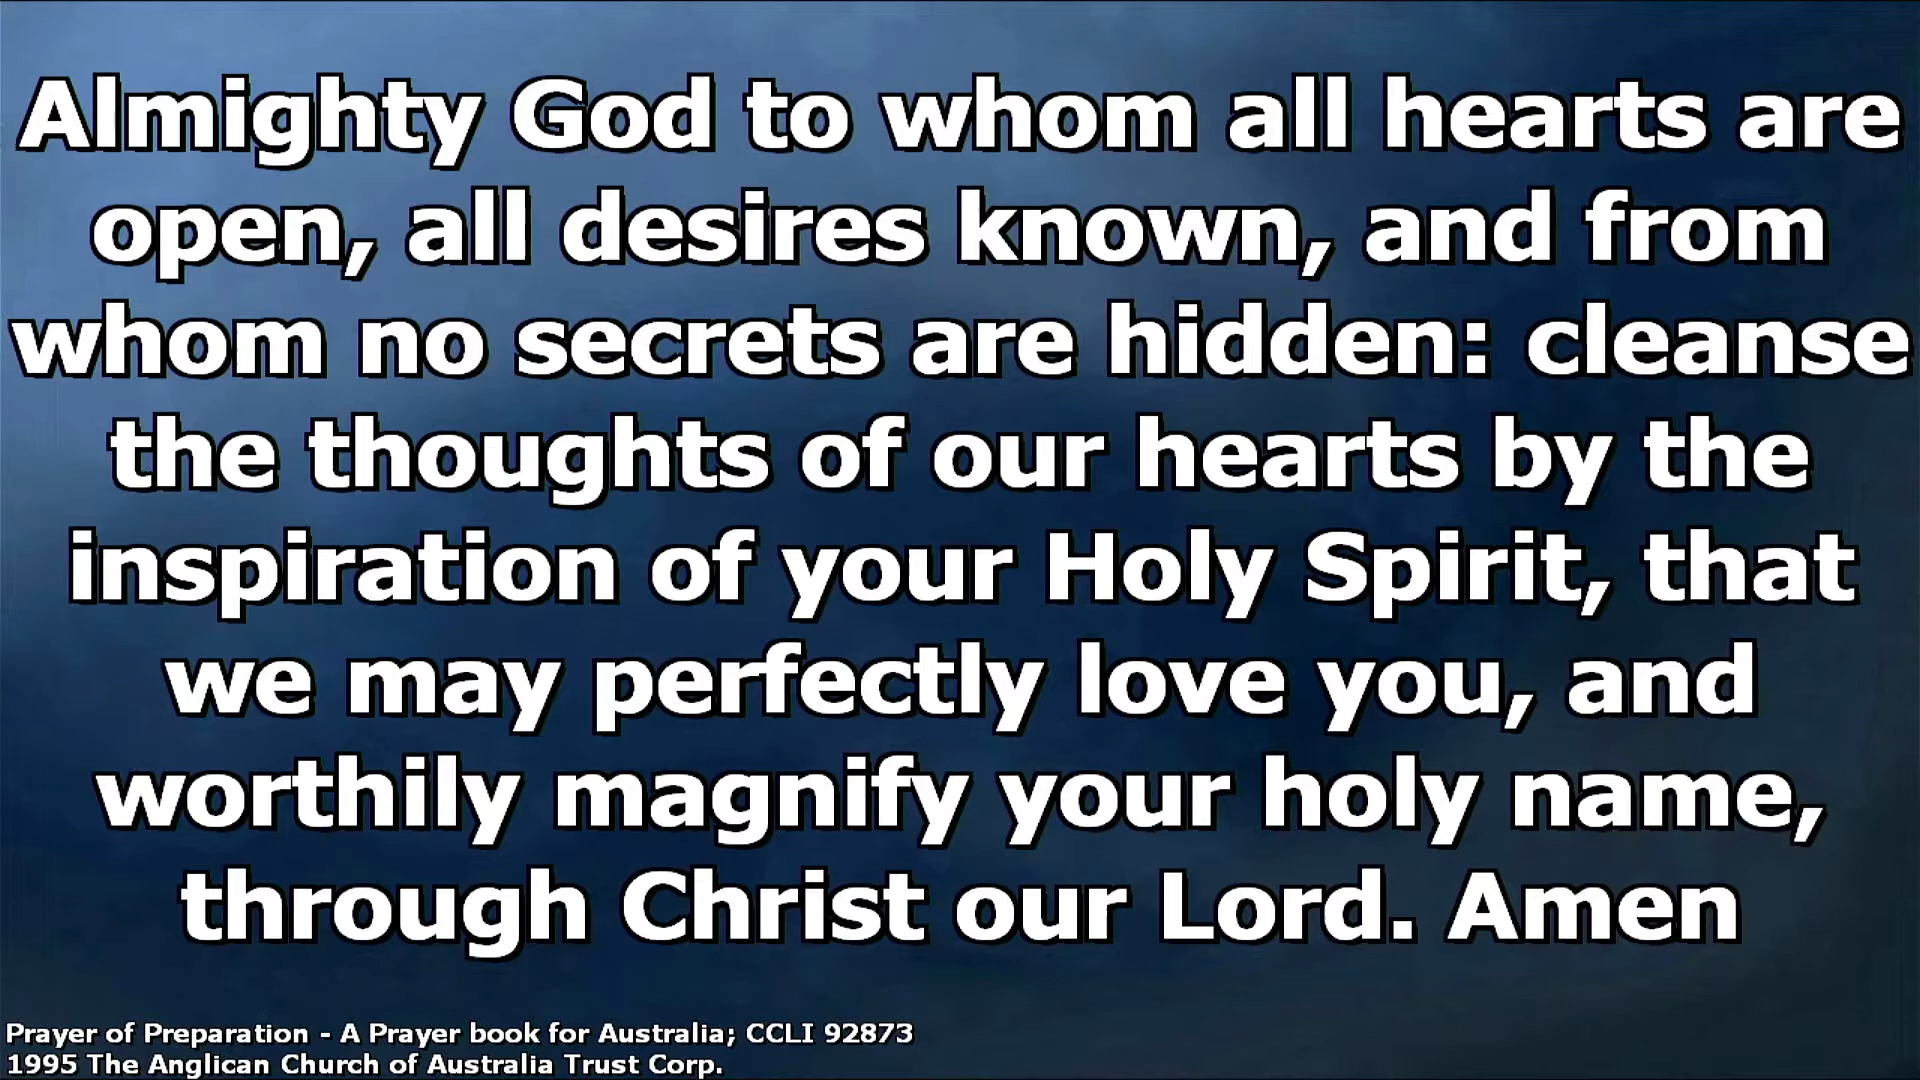 Almighty God to whom all hearts are
open, all desires known, and from
whom no secrets are hidden: cleanse
the thoughts of our hearts by the
inspiration of your Holy Spirit, that
we may perfectly love you, and
worthily magnify your holy name,
through Christ our Lord. Amen
Prayer of Preparation - A Prayer book for Australia; CCLI 92873
1995 The Anglican Church of Australia Trust Corp.